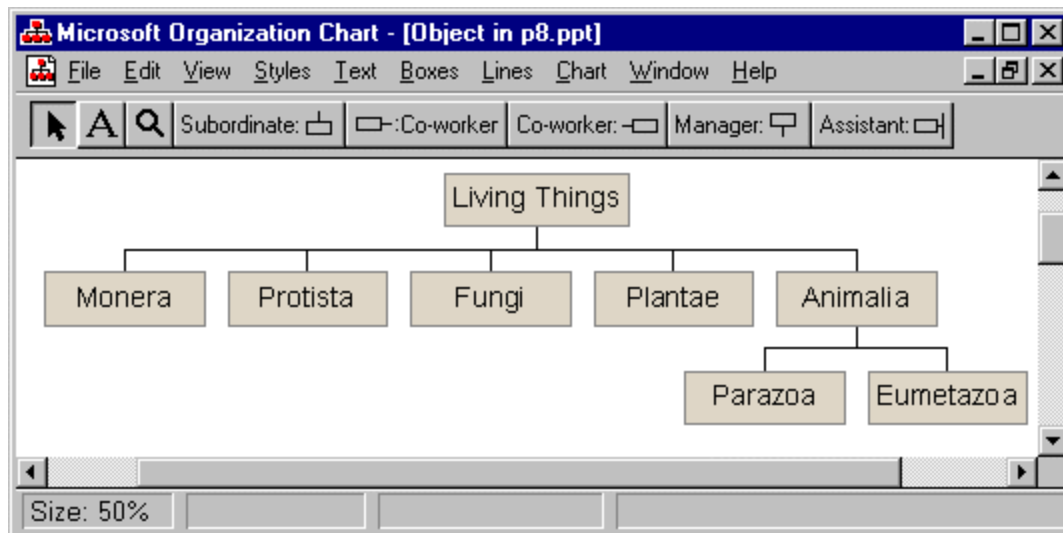 Microsoft Organization Chart - [Object in p8.ppt]
File Edit View Styles Text Boxes Lines Chart Window Help
A Subordinate: :Co-worker Co-worker: Manager: Assistant:
Living Things
Monera Protista Fungi Plantae Animalia
Parazoa Eumetazoa
Size: 50%